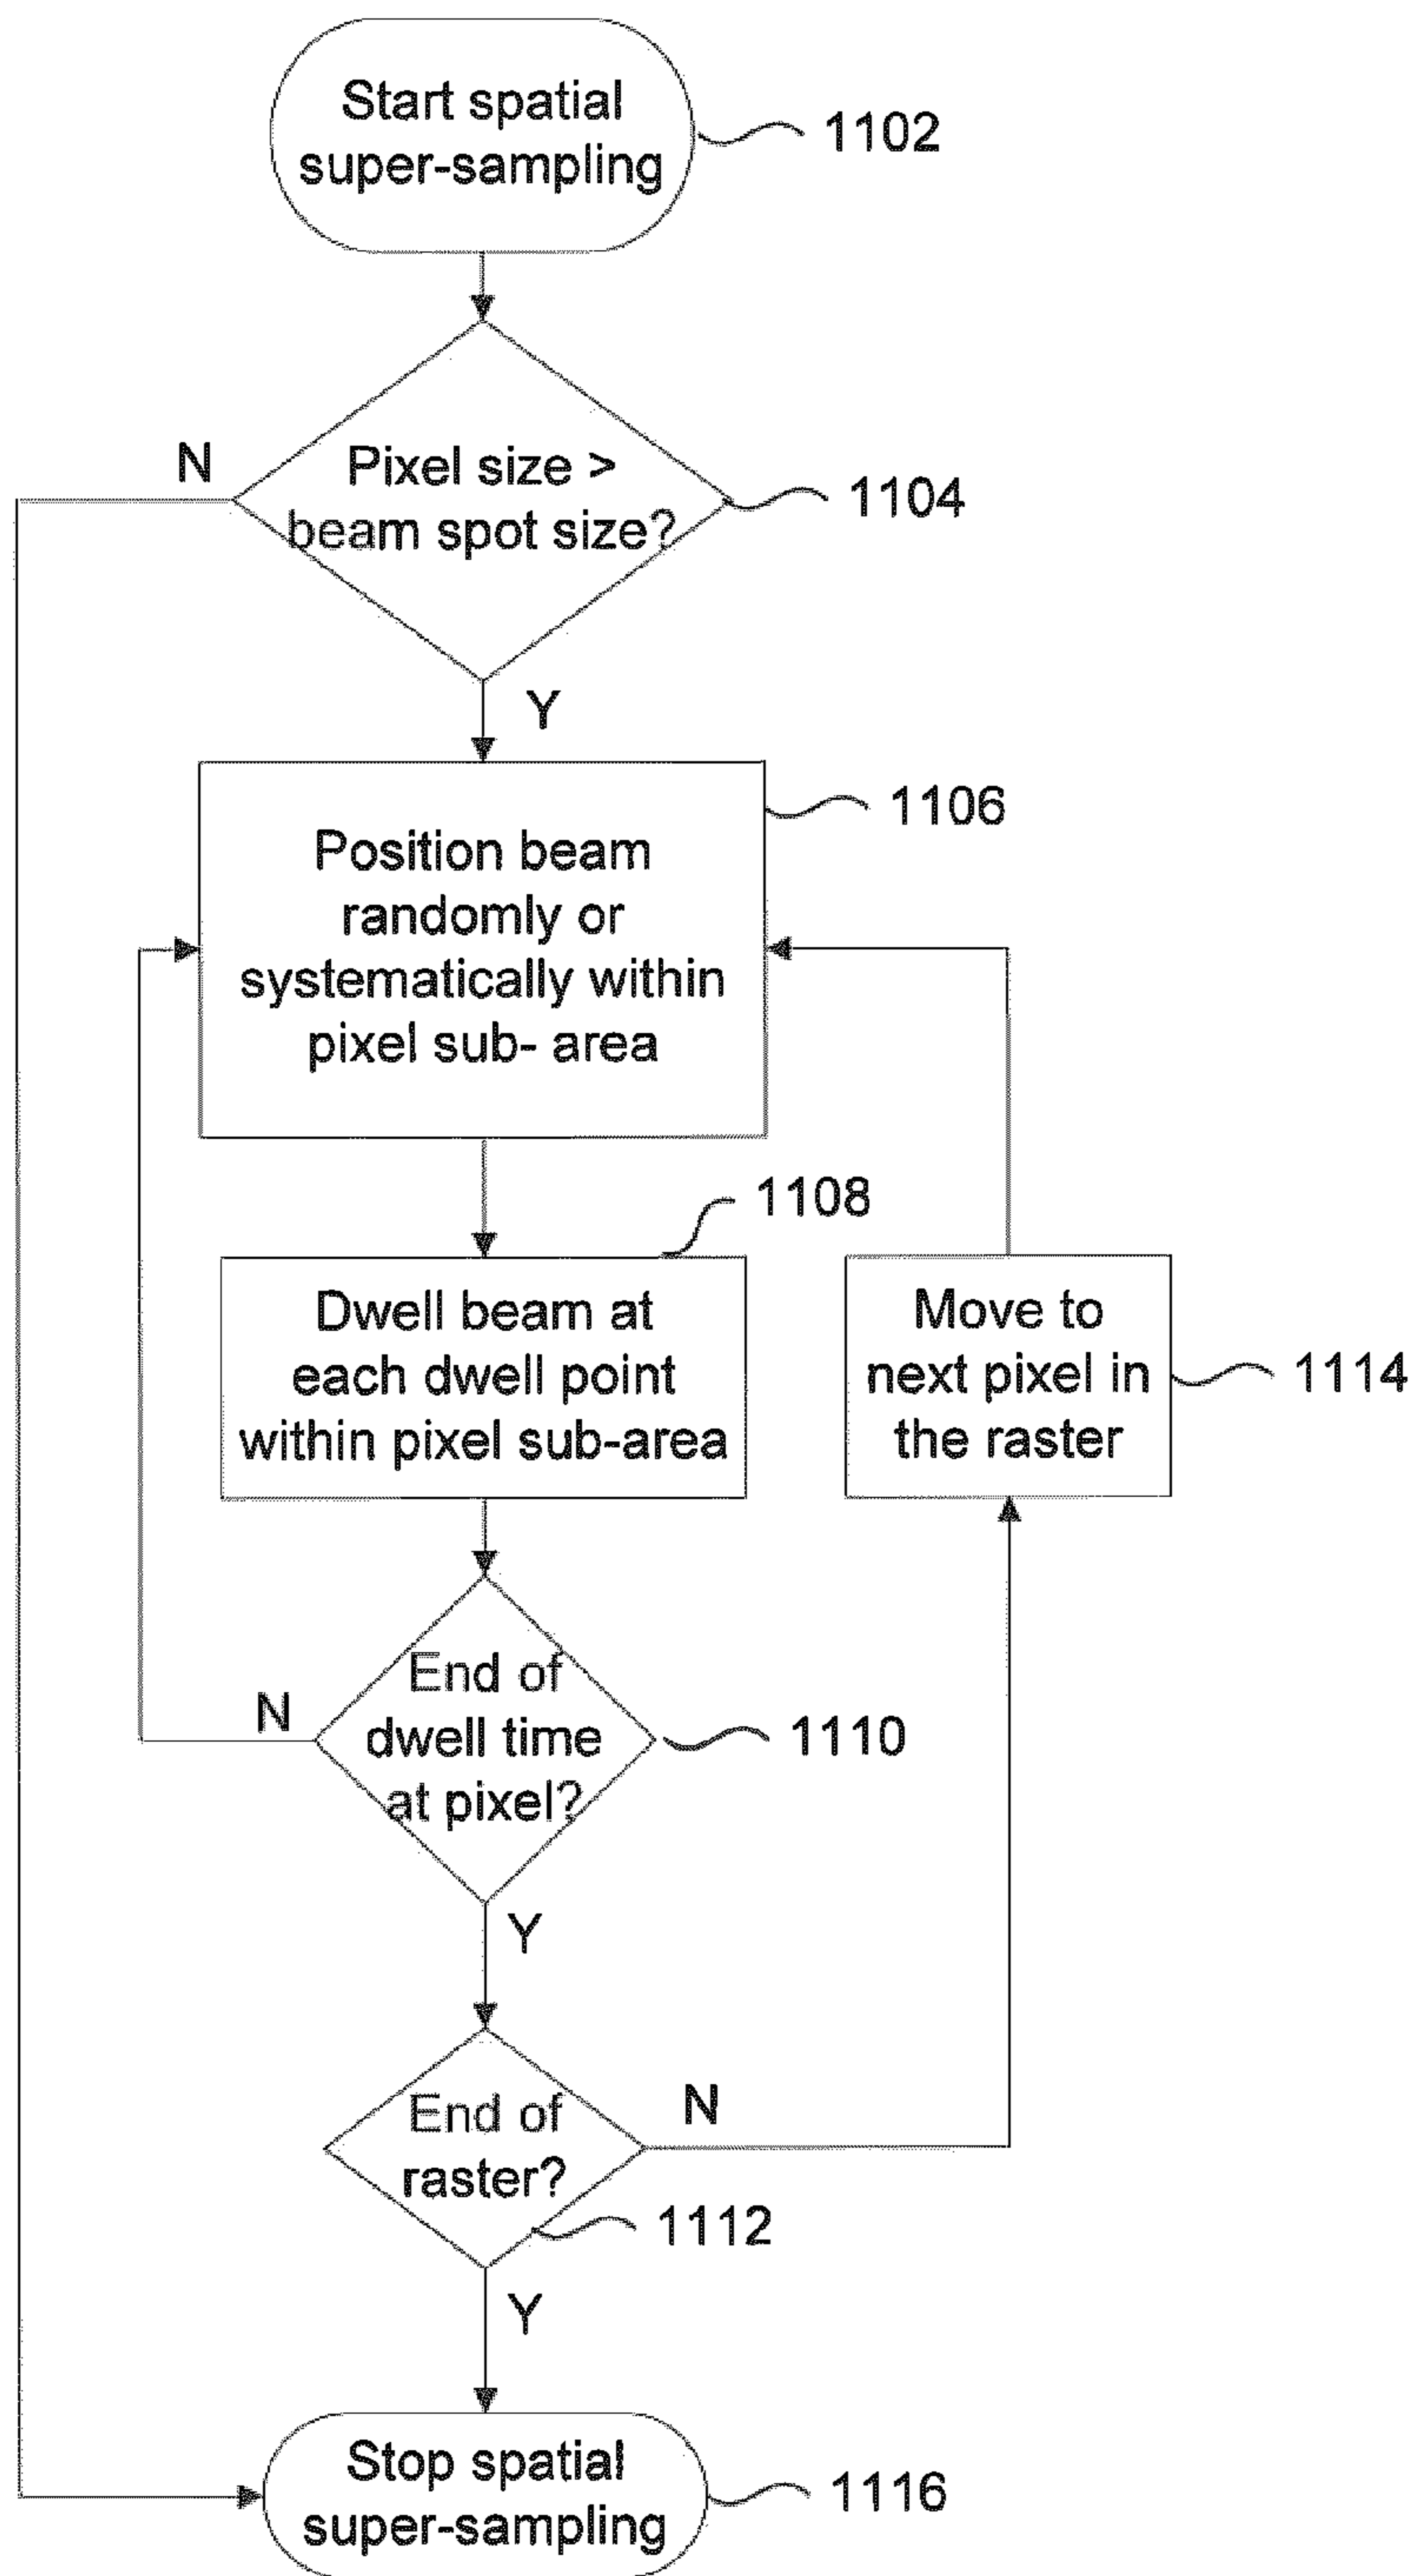 Start spatial
super-sampling
1102
N
Pixel size >
beam spot size?
1104
Y
1106
Position beam
randomly or
systematically within
pixel sub- area
1108
Dwell beam at
each dwell point
within pixel sub-area
Move to
next pixel in
the raster
1114
End of
dwell time
at pixel?
N
1110
Y
End of
raster?
N
1112
Y
Stop spatial
super-sampling
1116